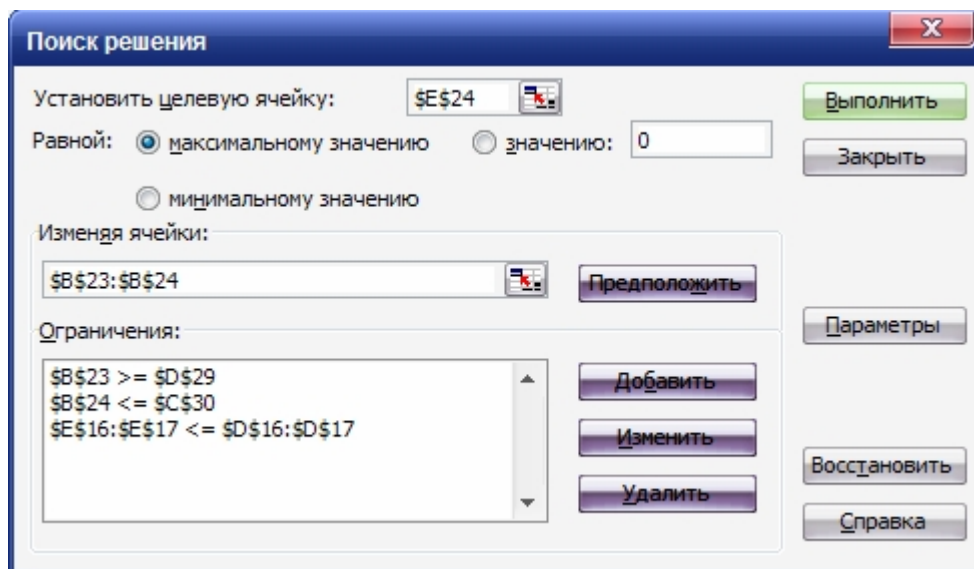 Поиск решения
Установить целевую ячейку: $E$24
Выполнить
Равной: максимальному значению значению: 0
Закрыть
минимальному значению
Изменяя ячейки:
$B$23:$B$24 Предположить
Ограничения:
Параметры
$B$23 >= $D$29
$B$24 <= $C$30
$E$16:$E$17 <= $D$16:$D$17
Добавить
Изменить
Удалить
Восстановить
Справка